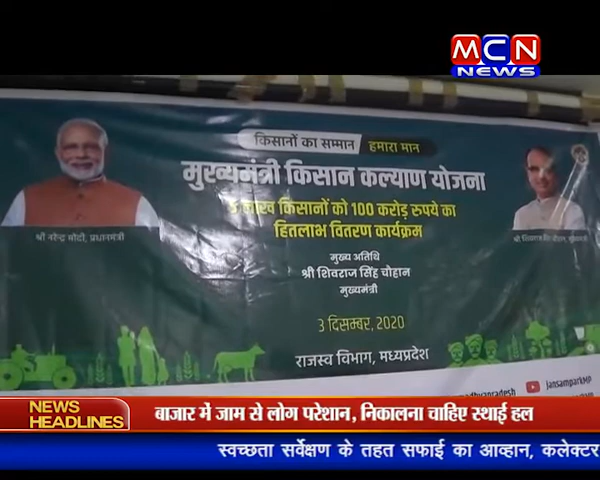 MCN
NEWS
किसानों का सम्मान हमारा मान
मुख्यमंत्री किसान कल्याण योजना
लाख किसानों को 100 करोड़ रुपये का
हितलाभ वितरण कार्यक्रम
श्री नरेन्द्र मोदी, प्रधानमंत्री
मुख्य अतिथि
श्री शिवराज सिंह चौहान
मुख्यमंत्री
3 दिसम्बर, 2020
राजस्व विभाग, मध्यप्रदेश
jansamparkMP
NEWS
HEADLINES
बाजार में जाम से लोग परेशान, निकालना चाहिए स्थाई हल
स्वच्छता सर्वेक्षण के तहत सफाई का आव्हान, कलेक्टर